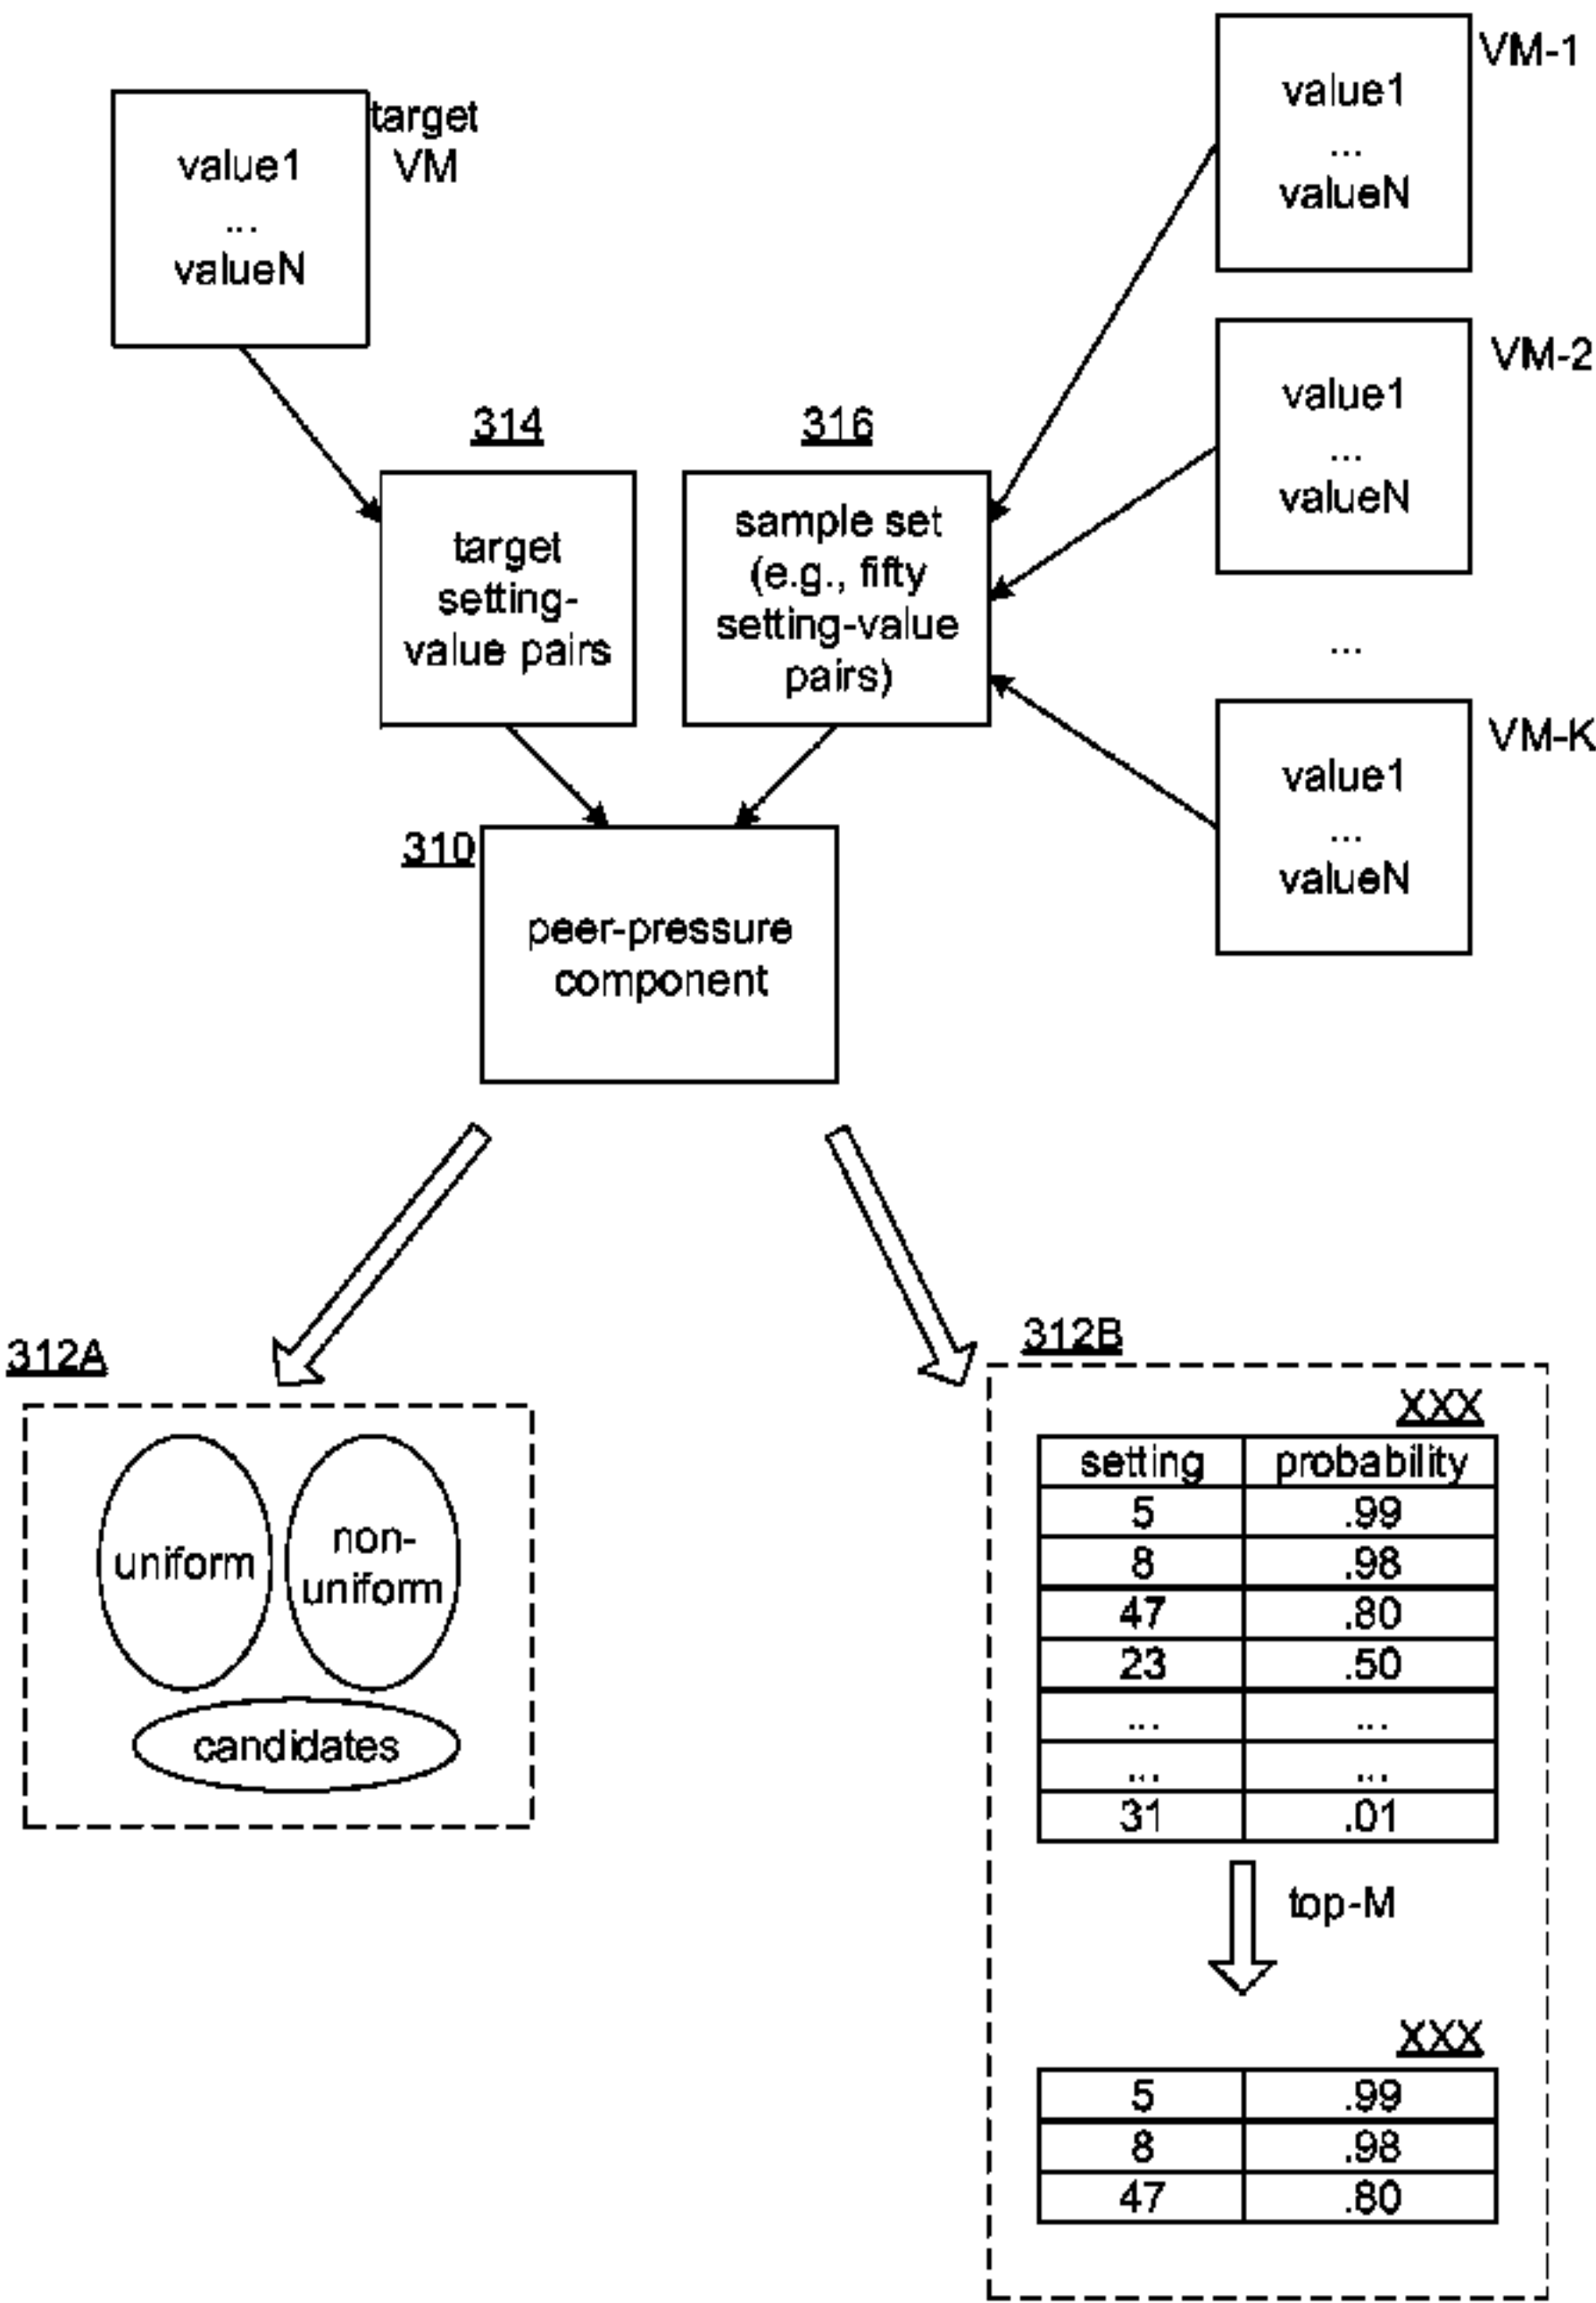 VM-1
value1
...
valueN
target
VM
value1
...
valueN
VM-2
value1
...
valueN
314
316
target
setting-
value pairs
sample set
(e.g., fifty
setting-value
pairs)
...
VM-K
value1
...
valueN
310
peer-pressure
component
312A
uniform
non-
uniform
candidates
312B
XXX
setting probability
5 .99
8 .98
47 .80
23 .50
... ...
... ...
31 .01
top-M
XXX
5 .99
8 .98
47 .80